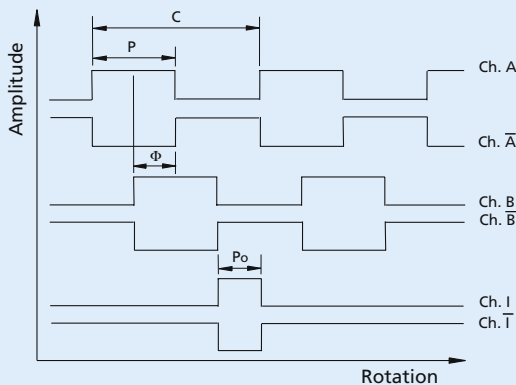 C
P
Amplitude
Ch. A
Ch. A̅
Φ
Ch. B
Ch. B̅
Po
Ch. I
Ch. I̅
Rotation